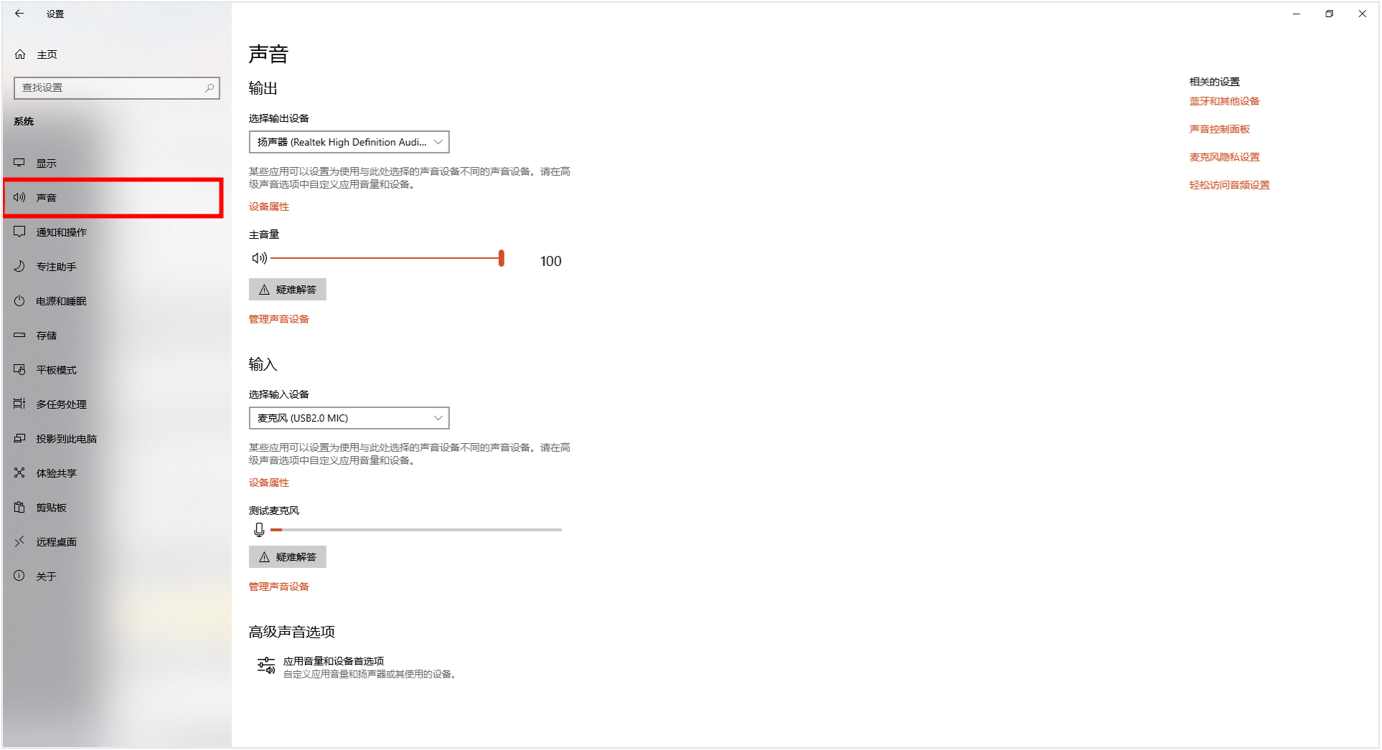 设置
主页
查找设置
系统
显示
声音
通知和操作
专注助手
电源和睡眠
存储
平板模式
多任务处理
投影到此电脑
体验共享
剪贴板
远程桌面
关于
声音
输出
选择输出设备
扬声器 (Realtek High Definition Audi...
某些应用可以设置为使用与此处选择的声音设备不同的声音设备。请在高
级声音选项中自定义应用音量和设备。
设备属性
主音量
100
疑难解答
管理声音设备
输入
选择输入设备
麦克风 (USB2.0 MIC)
某些应用可以设置为使用与此处选择的声音设备不同的声音设备。请在高
级声音选项中自定义应用音量和设备。
设备属性
测试麦克风
疑难解答
管理声音设备
高级声音选项
应用音量和设备首选项
自定义应用音量和扬声器或其使用的设备。
相关的设置
蓝牙和其他设备
声音控制面板
麦克风隐私设置
轻松访问音频设置